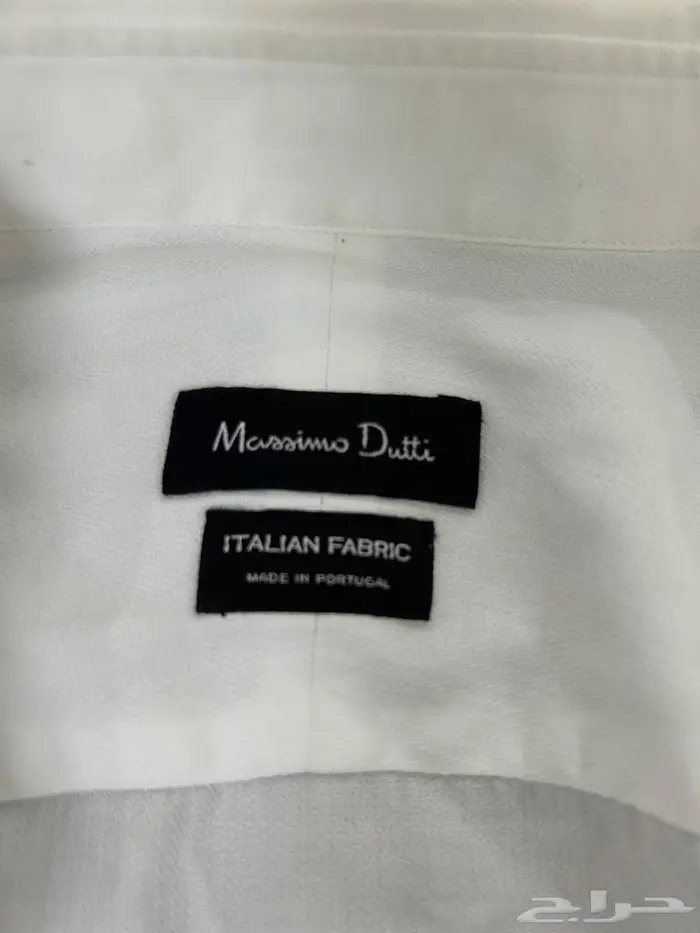 Massimo Dutti
ITALIAN FABRIC
MADE IN PORTUGAL
حراج